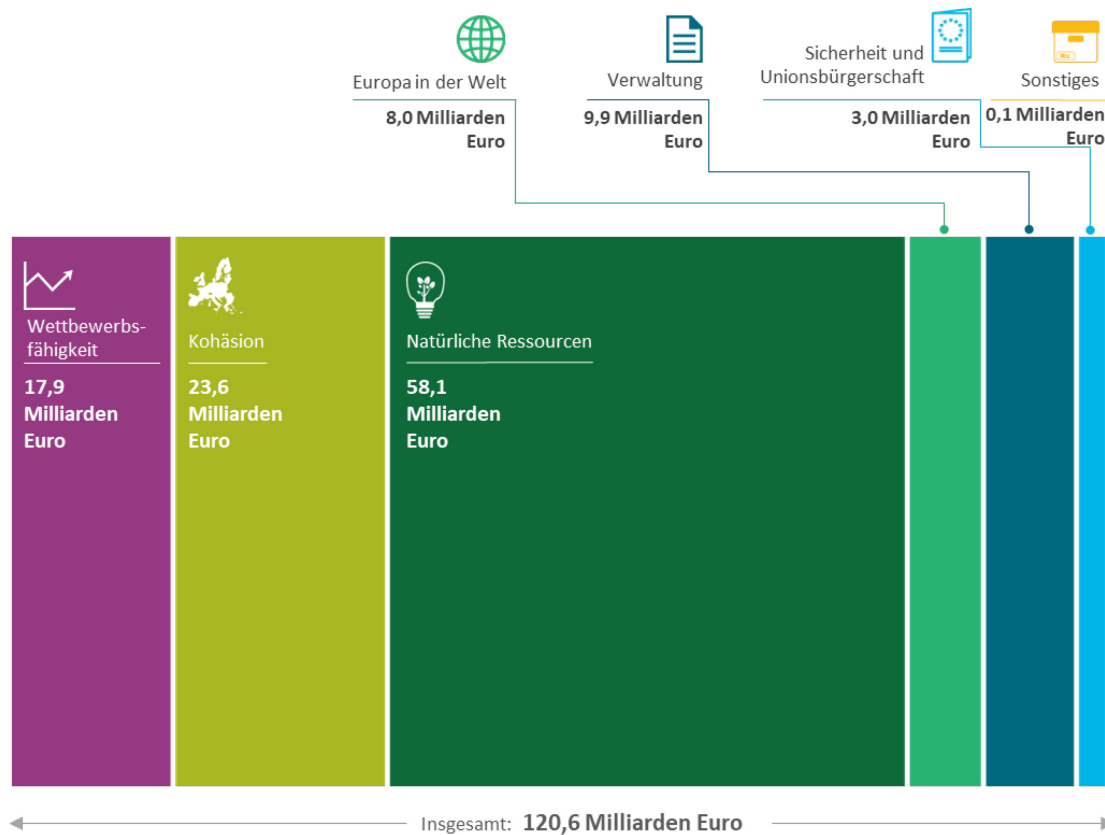 Europa in der Welt
8,0 Milliarden
Euro
Verwaltung
9,9 Milliarden
Euro
Sicherheit und
Unionsbürgerschaft
3,0 Milliarden
Euro
Sonstiges
0,1 Milliarden
Euro
Wettbewerbs-
fähigkeit
17,9
Milliarden
Euro
Kohäsion
23,6
Milliarden
Euro
Natürliche Ressourcen
58,1
Milliarden
Euro
Insgesamt: 120,6 Milliarden Euro